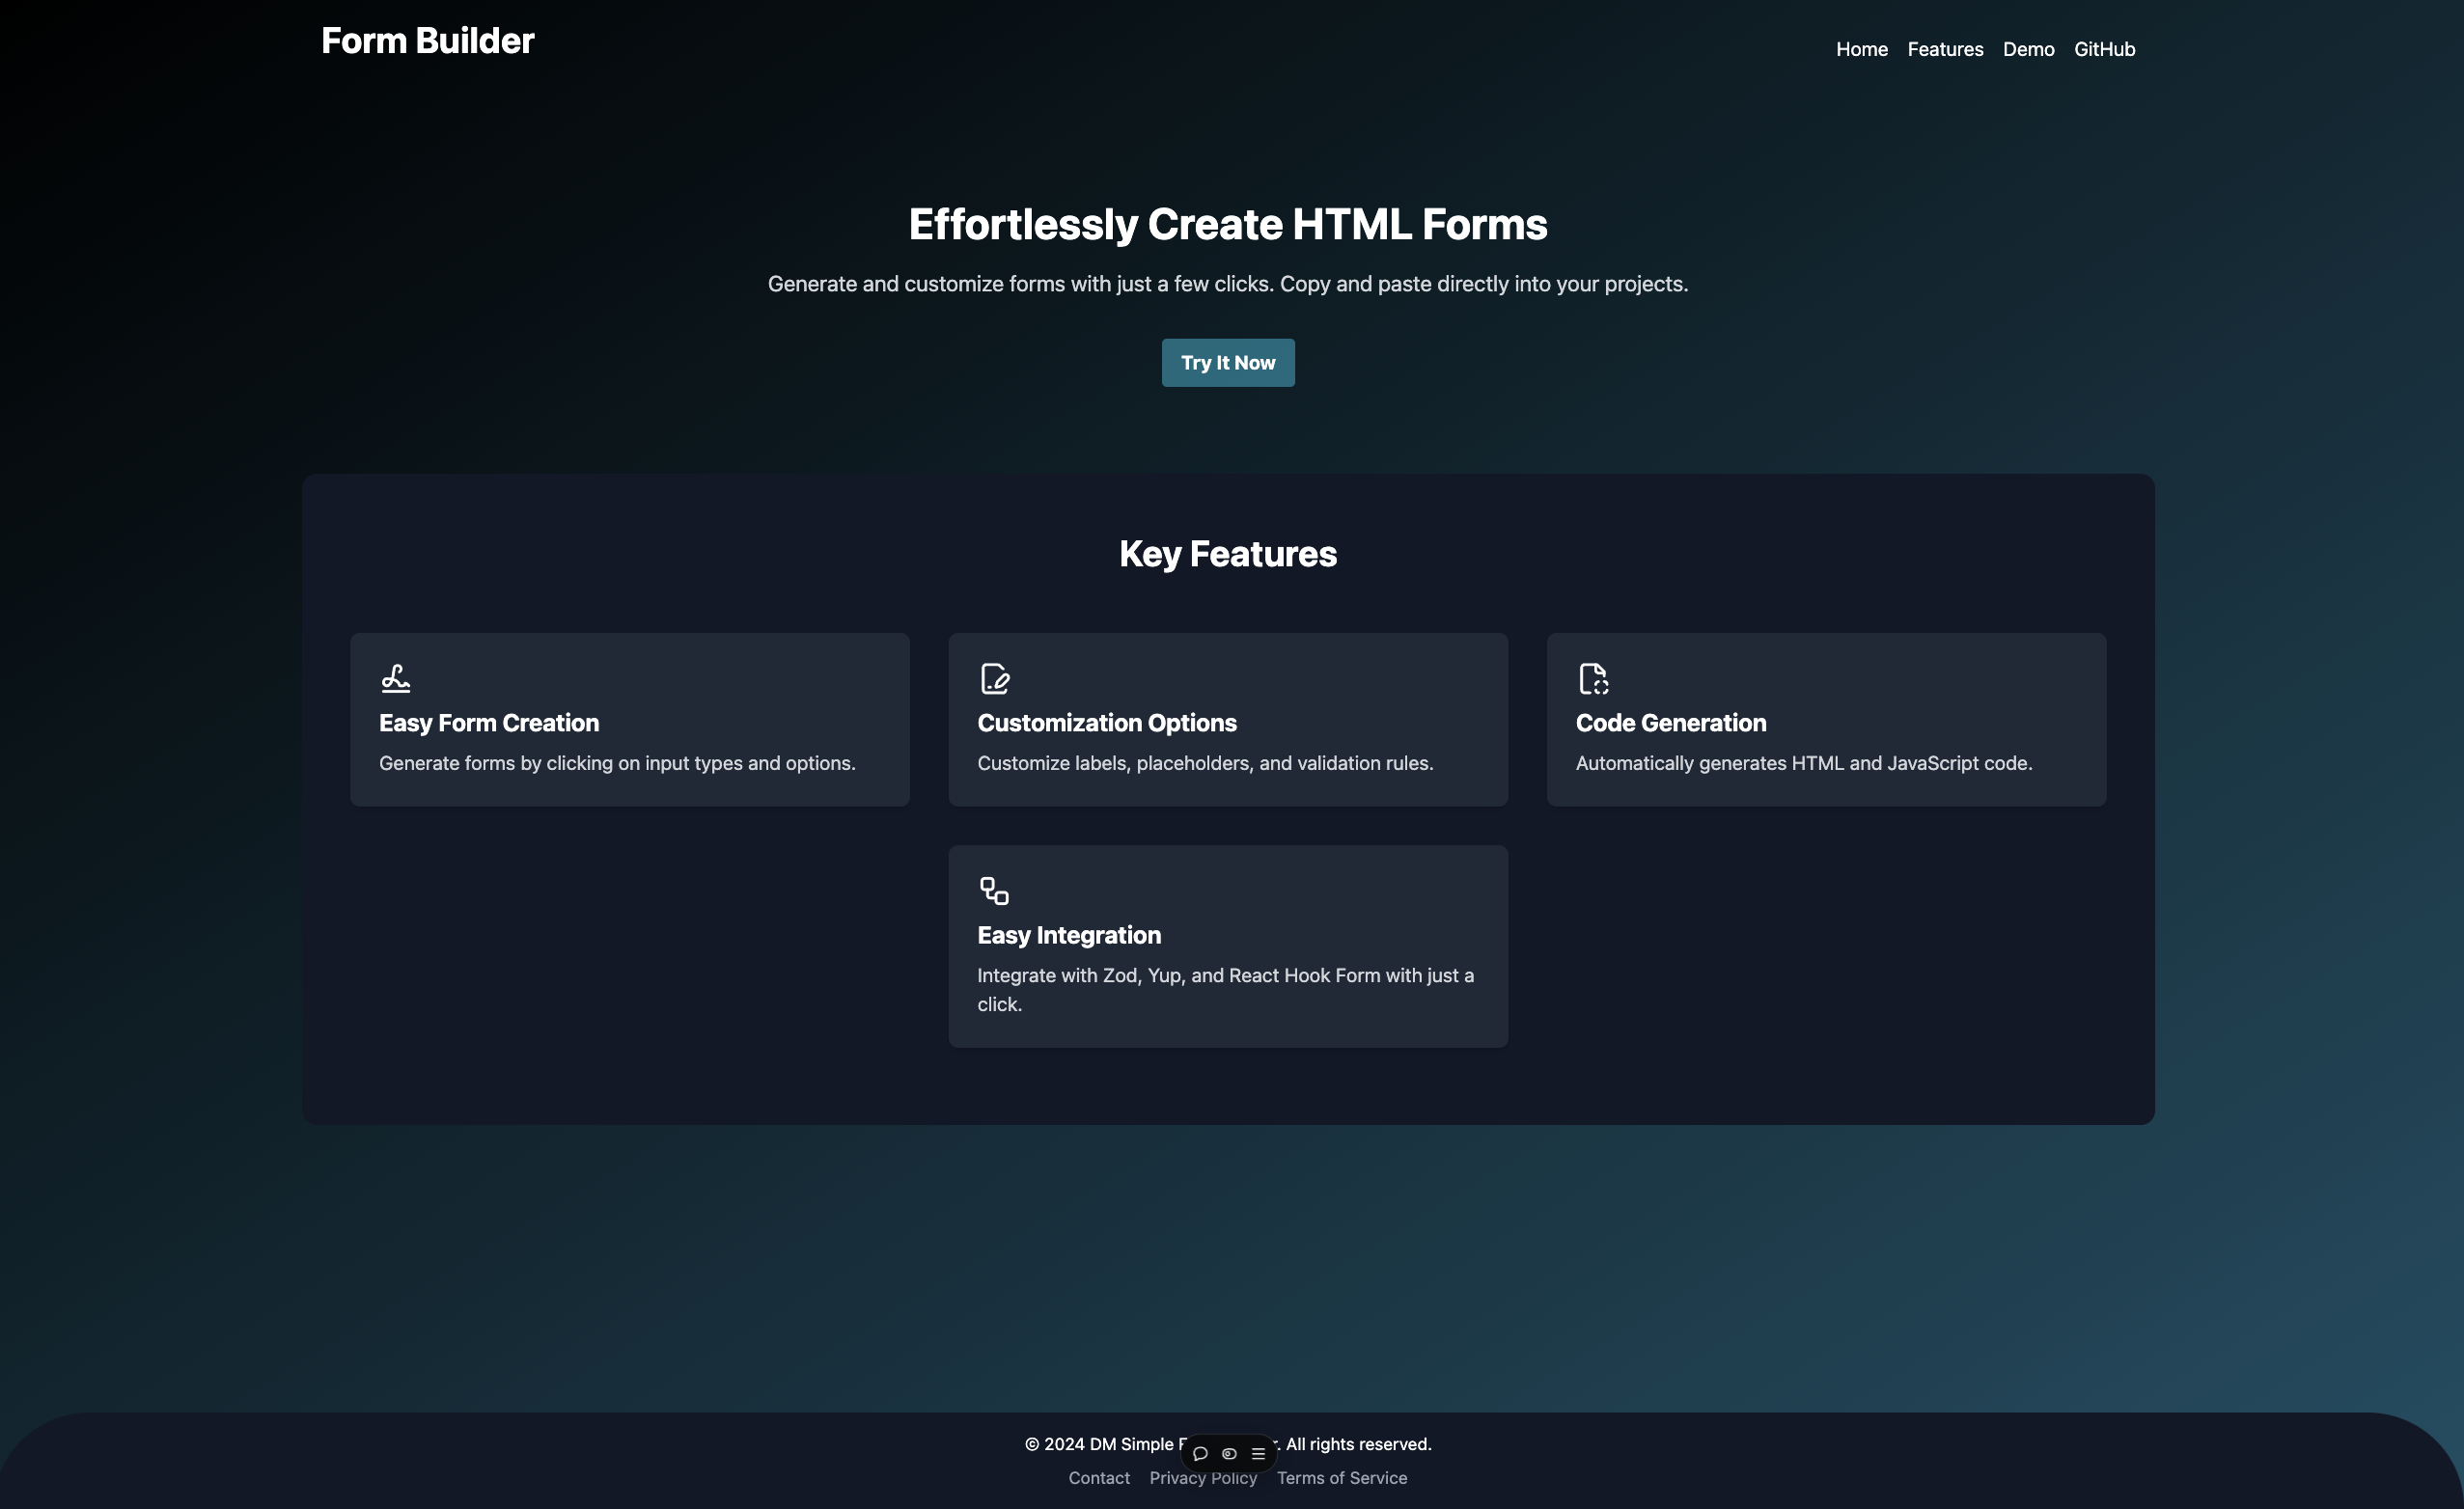 Form Builder
Home Features Demo GitHub
Effortlessly Create HTML Forms
Generate and customize forms with just a few clicks. Copy and paste directly into your projects.
Try It Now
Key Features
Easy Form Creation
Generate forms by clicking on input types and options.
Customization Options
Customize labels, placeholders, and validation rules.
Code Generation
Automatically generates HTML and JavaScript code.
Easy Integration
Integrate with Zod, Yup, and React Hook Form with just a
click.
© 2024 DM Simple All rights reserved.
Contact Privacy Policy Terms of Service